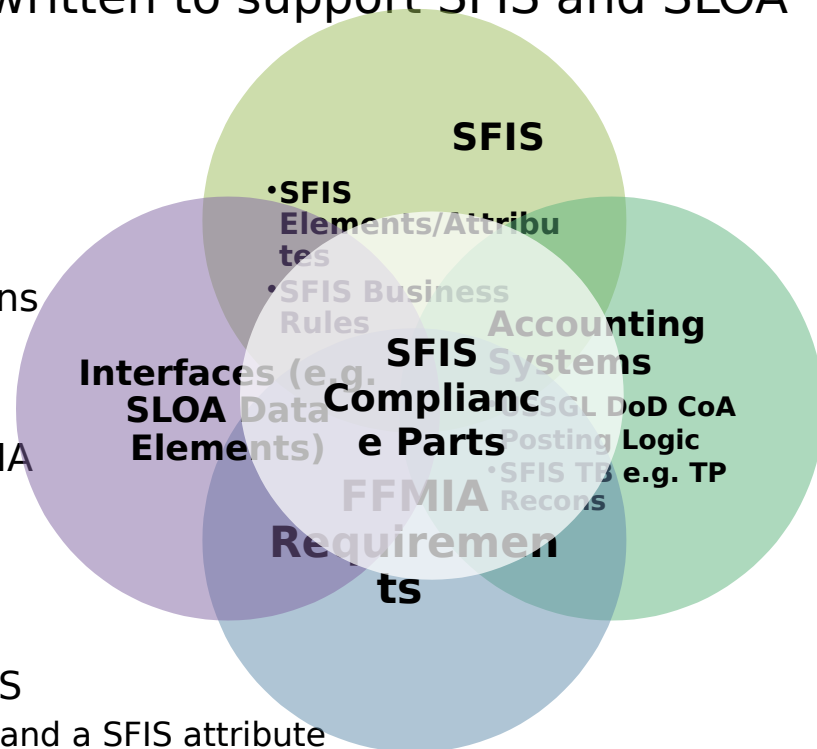 written to support SFIS and SLOA
SFIS
•SFIS
Elements/Attribu
tes
•SFIS Business
Rules
ns
Accounting
Systems
SFIS
Complianc
e Parts
Interfaces (e.g.
SLOA Data
Elements)
•USSGL DoD CoA
Posting Logic
•SFIS TB e.g. TP
Recons
IA
FFMIA
Requiremen
ts
S
and a SFIS attribute